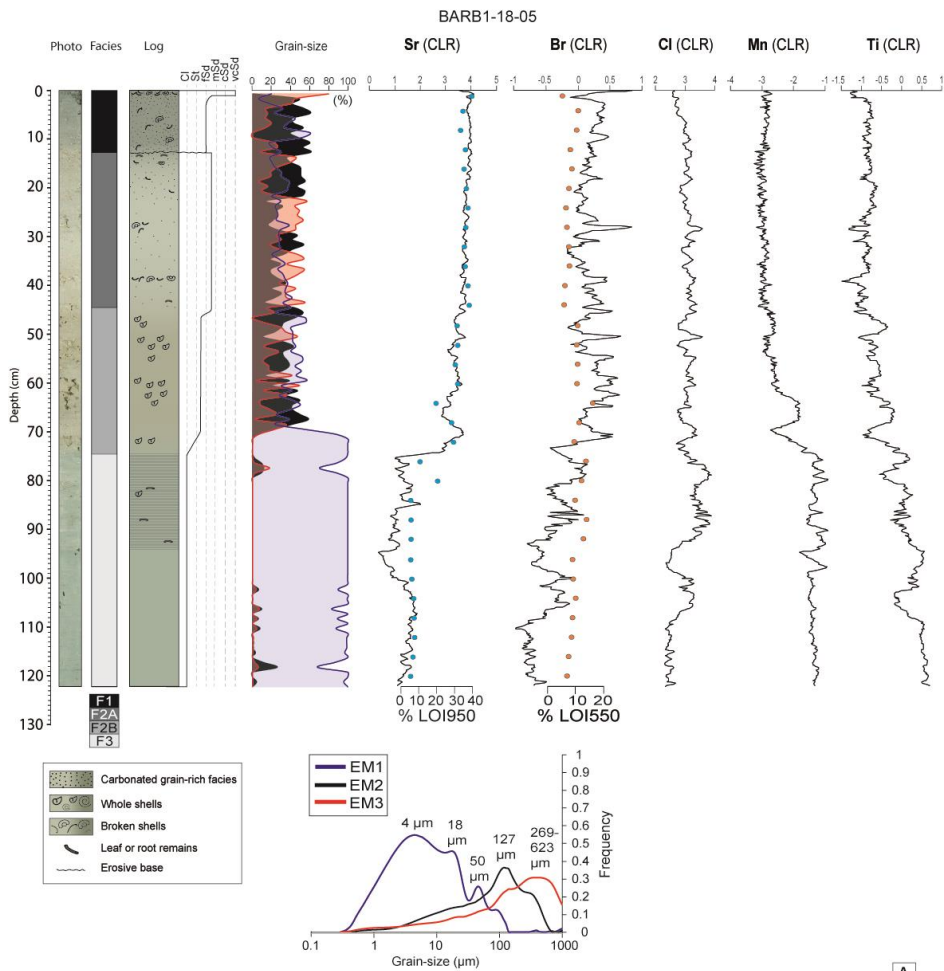 BARB1-18-05
Photo Facies Log Grain-size Sr (CLR) Br (CLR) Cl (CLR) Mn (CLR) Ti (CLR)
Cl St fSd mSd cSd vcSd
0 20 40 60 80 100
(%)
0 1 2 3 4 5
-1 -0.5 0 0.5 1
2 3 4
-4 -3 -2 -1
-1.5 -1 -0.5 0 0.5 1
Depth (cm)
0
10
20
30
40
50
60
70
80
90
100
110
120
130
F1
F2A
F2B
F3
0 10 20 30 40
% LOI950
0 10 20
% LOI550
Carbonated grain-rich facies
Whole shells
Broken shells
Leaf or root remains
Erosive base
EM1
EM2
EM3
4 µm
18 µm
50 µm
127 µm
269-623 µm
1
0.9
0.8
0.7
0.6
0.5
0.4
0.3
0.2
0.1
0
Frequency
0.1 1 10 100 1000
Grain-size (µm)
A